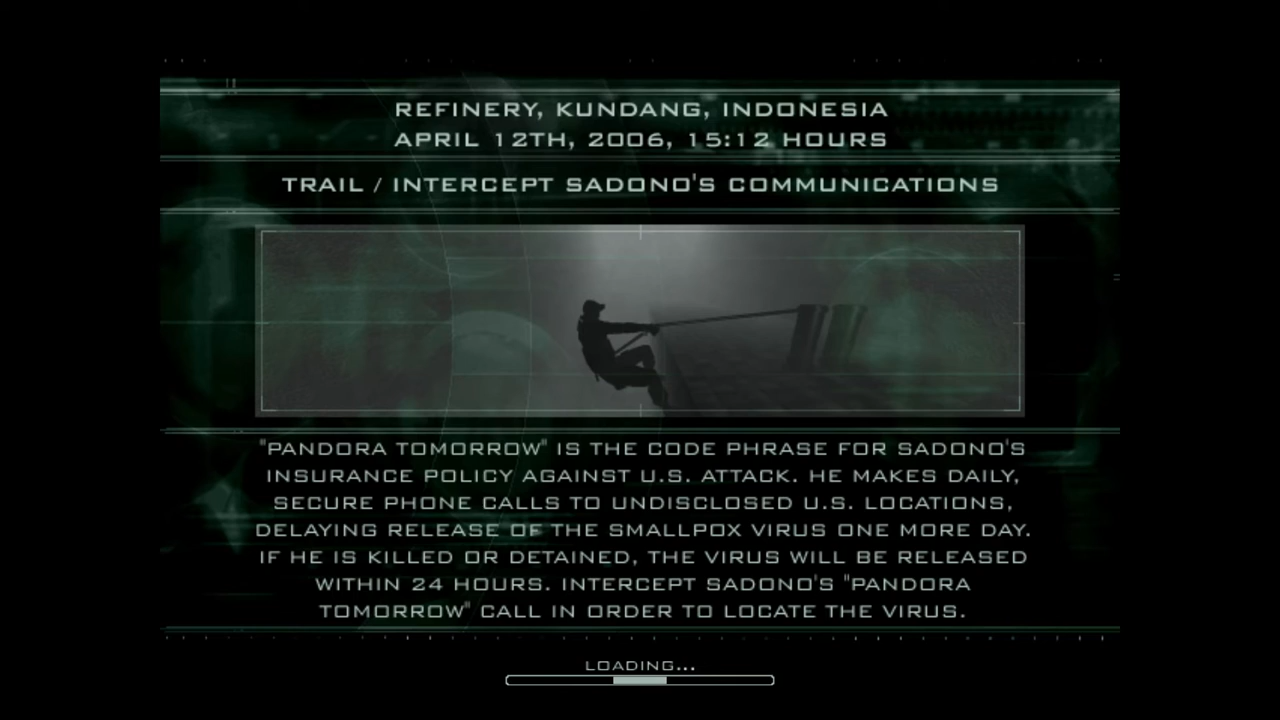 REFINERY, KUNDANG, INDONESIA
APRIL 12TH, 2006, 15:12 HOURS
TRAIL / INTERCEPT SADONO'S COMMUNICATIONS
"PANDORA TOMORROW" IS THE CODE PHRASE FOR SADONO'S
INSURANCE POLICY AGAINST U.S. ATTACK. HE MAKES DAILY,
SECURE PHONE CALLS TO UNDISCLOSED U.S. LOCATIONS,
DELAYING RELEASE OF THE SMALLPOX VIRUS ONE MORE DAY.
IF HE IS KILLED OR DETAINED, THE VIRUS WILL BE RELEASED
WITHIN 24 HOURS. INTERCEPT SADONO'S "PANDORA
TOMORROW" CALL IN ORDER TO LOCATE THE VIRUS.
LOADING...